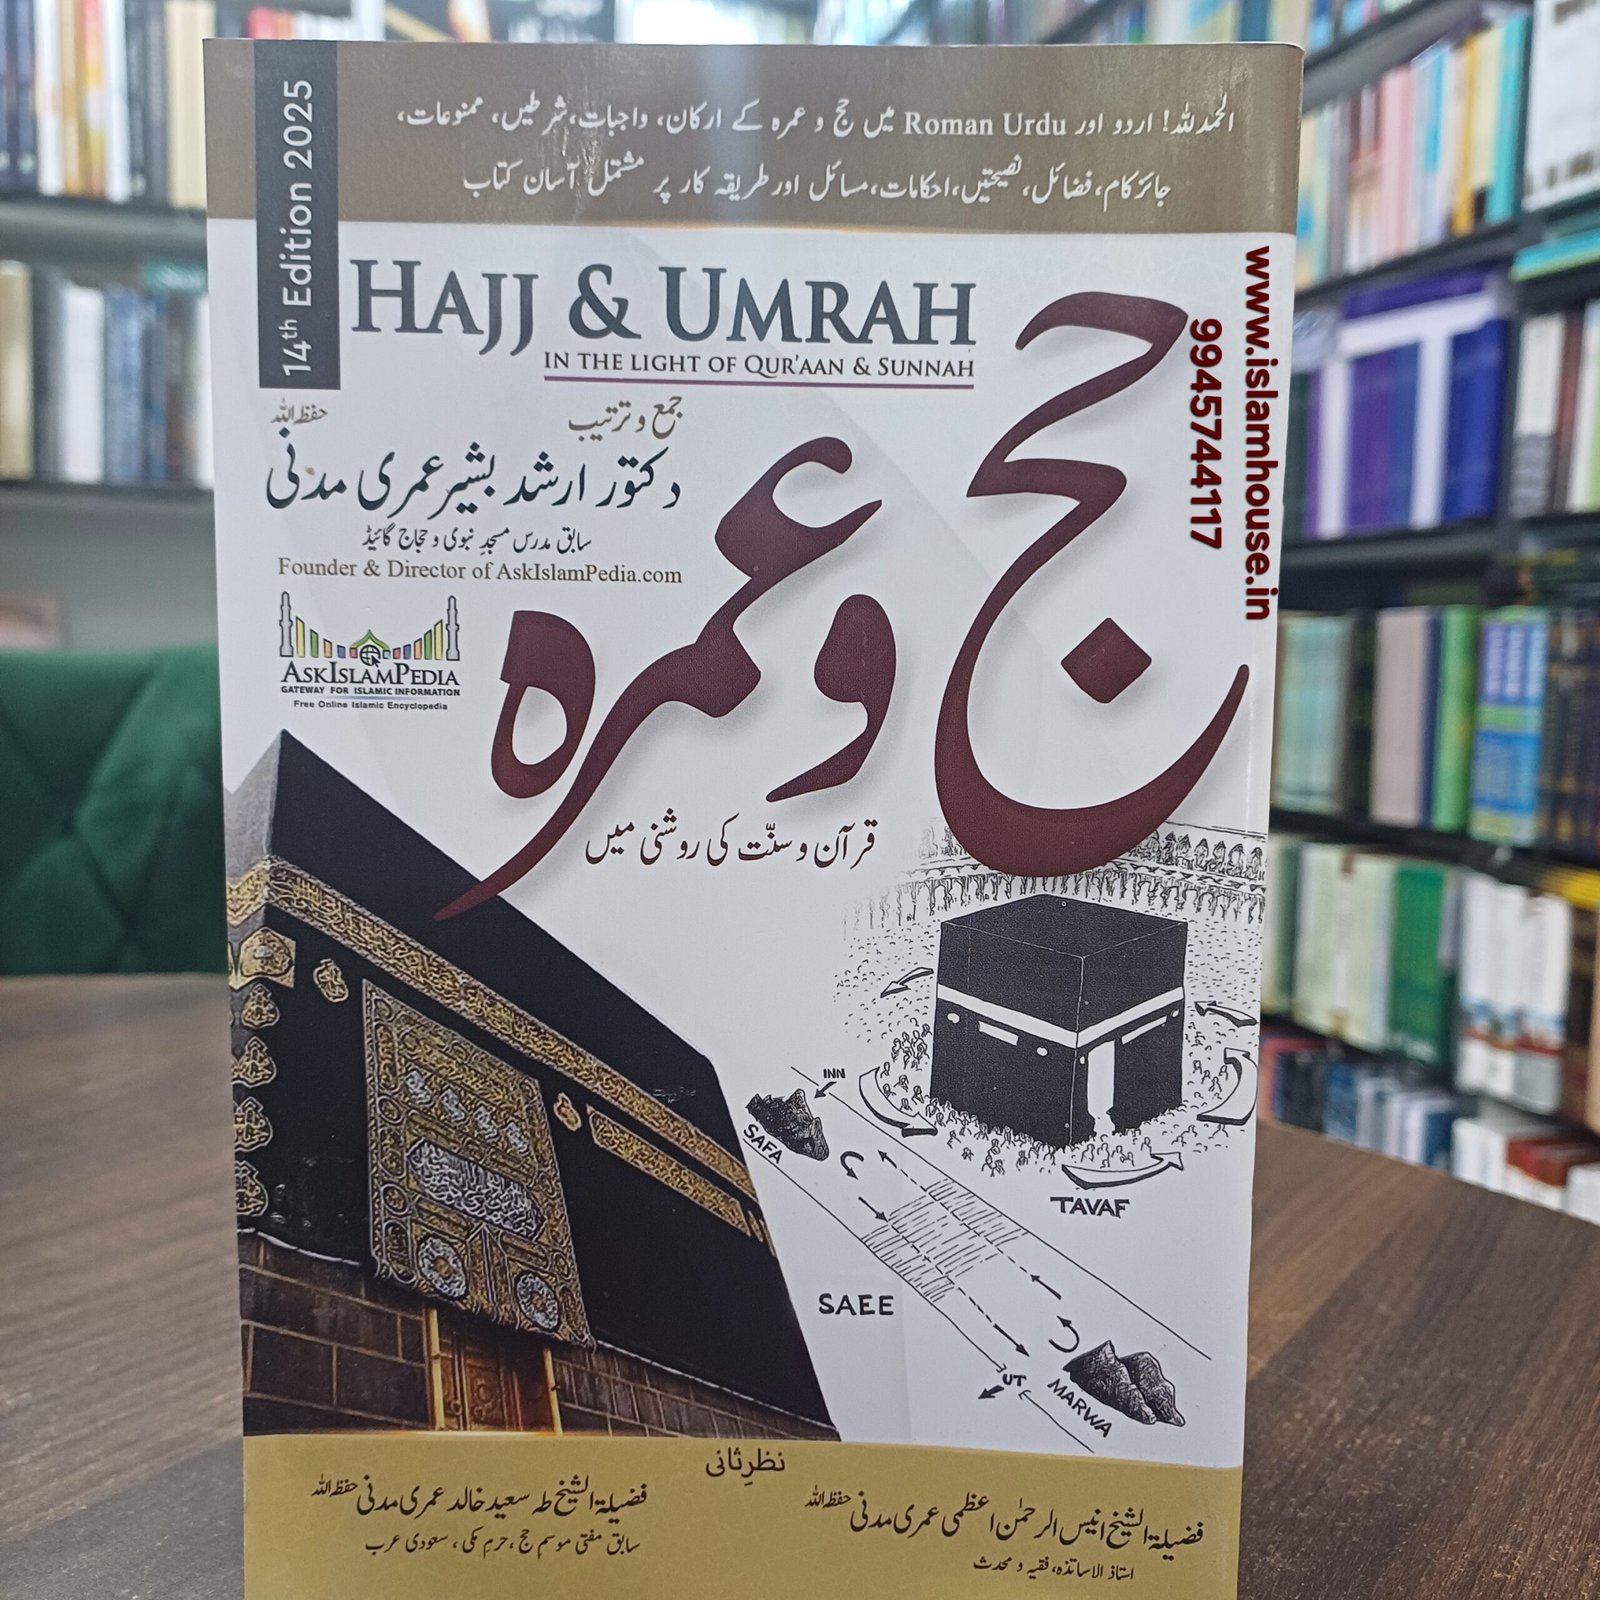 الحمدللہ! اردو اور Roman Urdu میں حج و عمرہ کے ارکان، واجبات، شرطیں، ممنوعات،
جائز کام، فضائل، نصیحتیں، احکامات، مسائل اور طریقہ کار پر مشتمل آسان کتاب
14th Edition 2025
HAJJ & UMRAH
IN THE LIGHT OF QUR'AAN & SUNNAH
www.islamhouse.in
9945744117
جمع و ترتیب
دکتور ارشد بشیر عمری مدنی حفظہ اللہ
سابق مدرس مسجدِ نبوی و حجاج گائیڈ
Founder & Director of AskIslamPedia.com
ASKISLAMPEDIA
GATEWAY FOR ISLAMIC INFORMATION
Free Online Islamic Encyclopedia
حج و عمرہ
قرآن و سنّت کی روشنی میں
INN
SAFA
TAVAF
SAEE
UT
MARWA
نظرِ ثانی
فضیلۃ الشیخ انیس الرحمٰن اعظمی عمری مدنی حفظہ اللہ
استاذ الاساتذہ، فقیہ و محدث
فضیلۃ الشیخ طہ سعید خالد عمری مدنی حفظہ اللہ
سابق مفتی موسمِ حج، حرمِ مکی، سعودی عرب